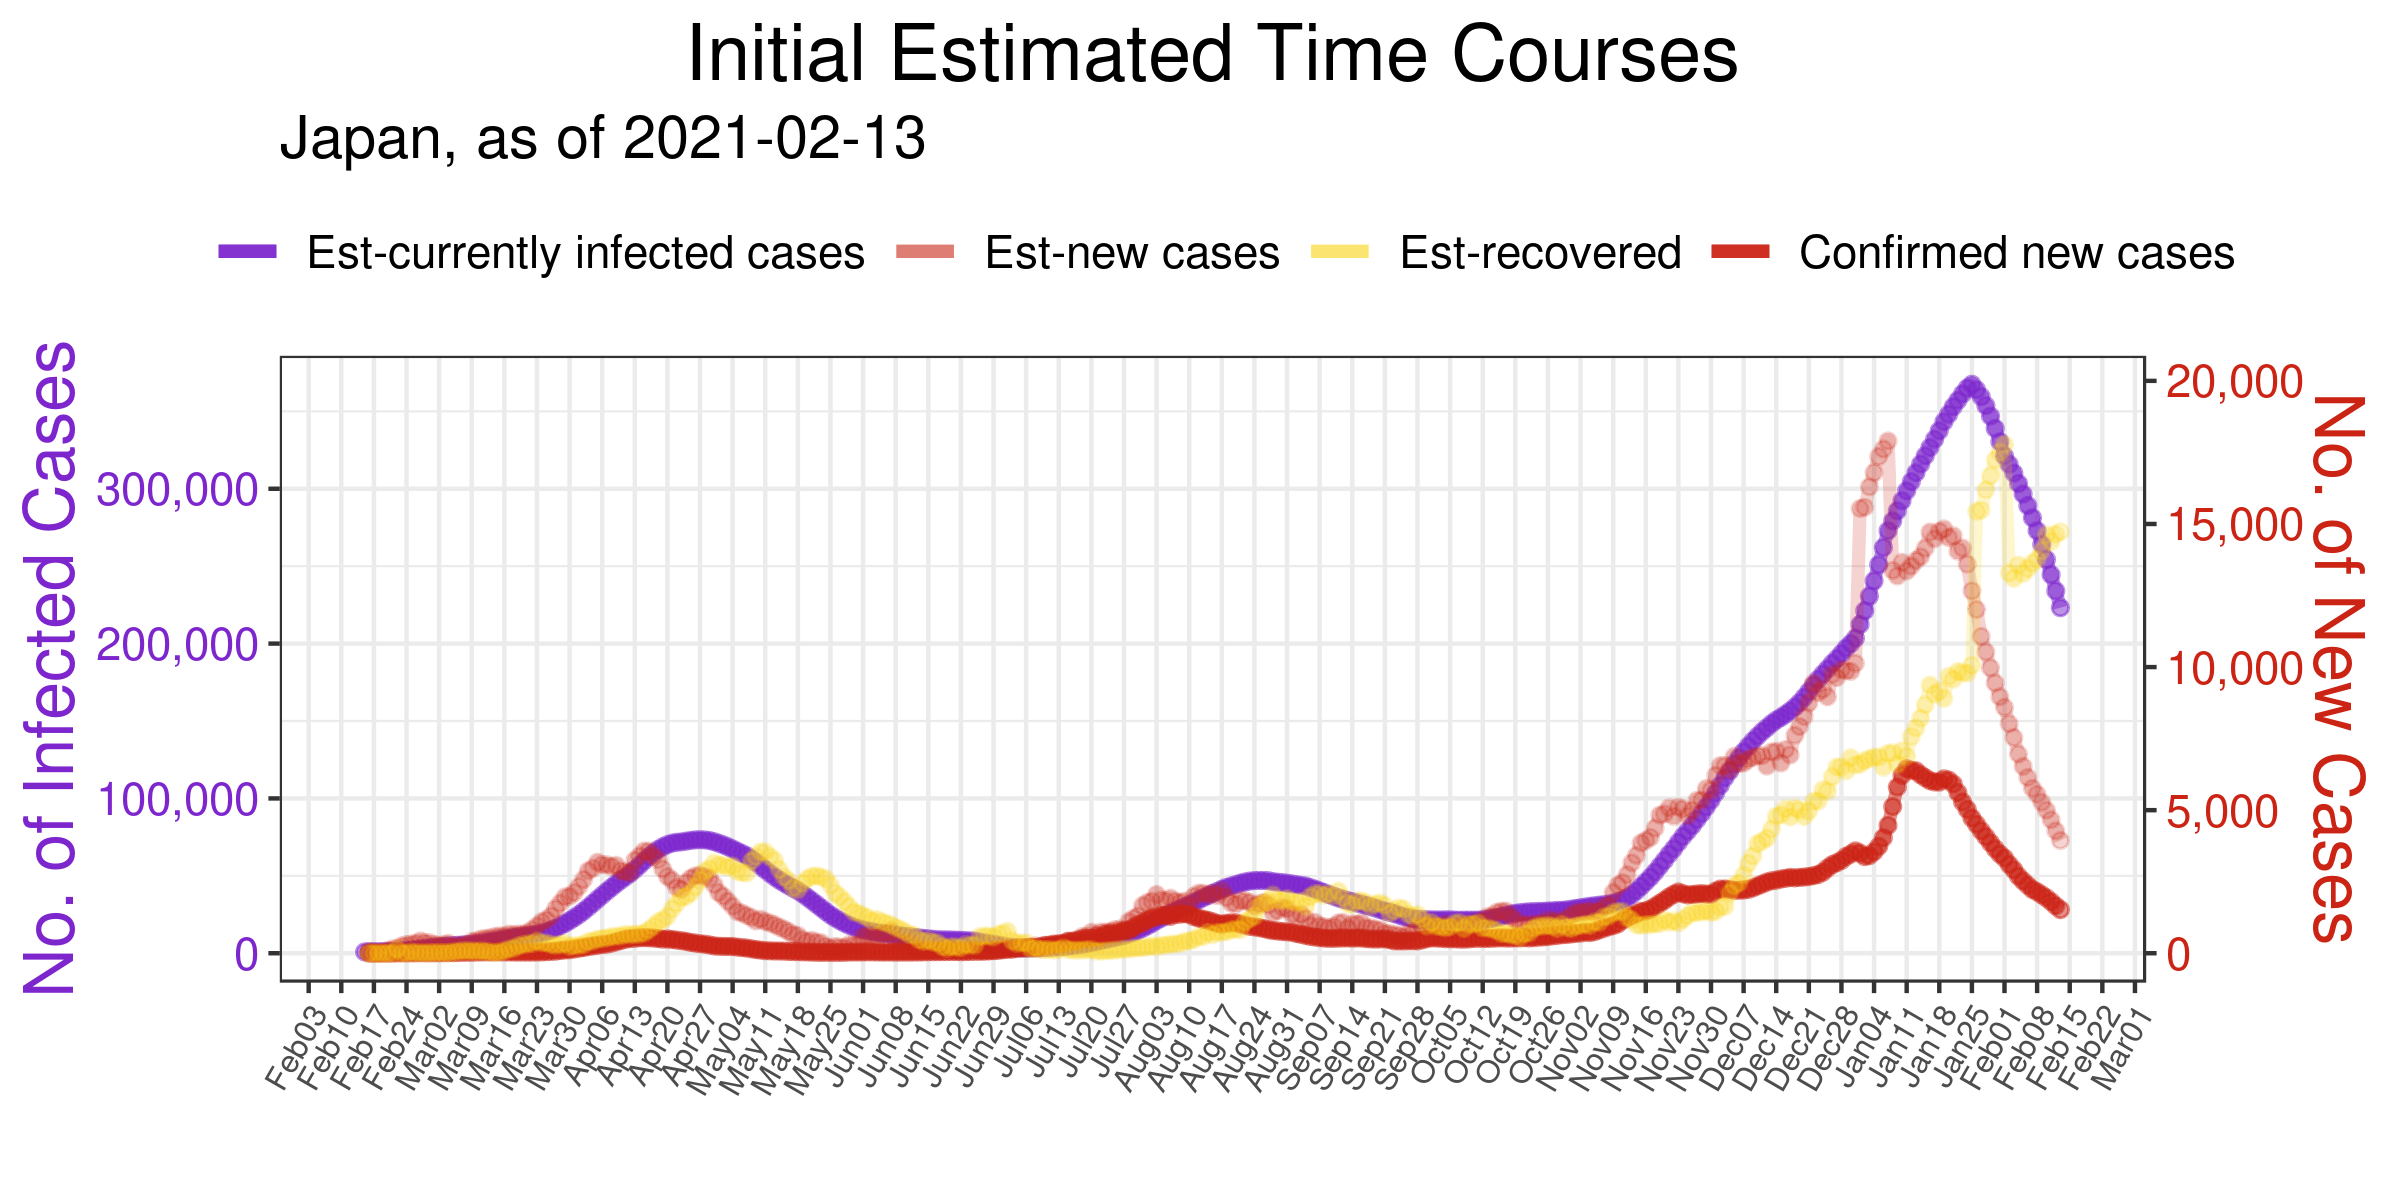 Initial Estimated Time Courses
Japan, as of 2021-02-13
Est-currently infected cases Est-new cases Est-recovered Confirmed new cases
No. of Infected Cases
300,000
200,000
100,000
0
20,000
15,000
10,000
5,000
0
No. of New Cases
Feb03 Feb10 Feb17 Feb24 Mar02 Mar09 Mar16 Mar23 Mar30 Apr06 Apr13 Apr20 Apr27 May04 May11 May18 May25 Jun01 Jun08 Jun15 Jun22 Jun29 Jul06 Jul13 Jul20 Jul27 Aug03 Aug10 Aug17 Aug24 Aug31 Sep07 Sep14 Sep21 Sep28 Oct05 Oct12 Oct19 Oct26 Nov02 Nov09 Nov16 Nov23 Nov30 Dec07 Dec14 Dec21 Dec28 Jan04 Jan11 Jan18 Jan25 Feb01 Feb08 Feb15 Feb22 Mar01